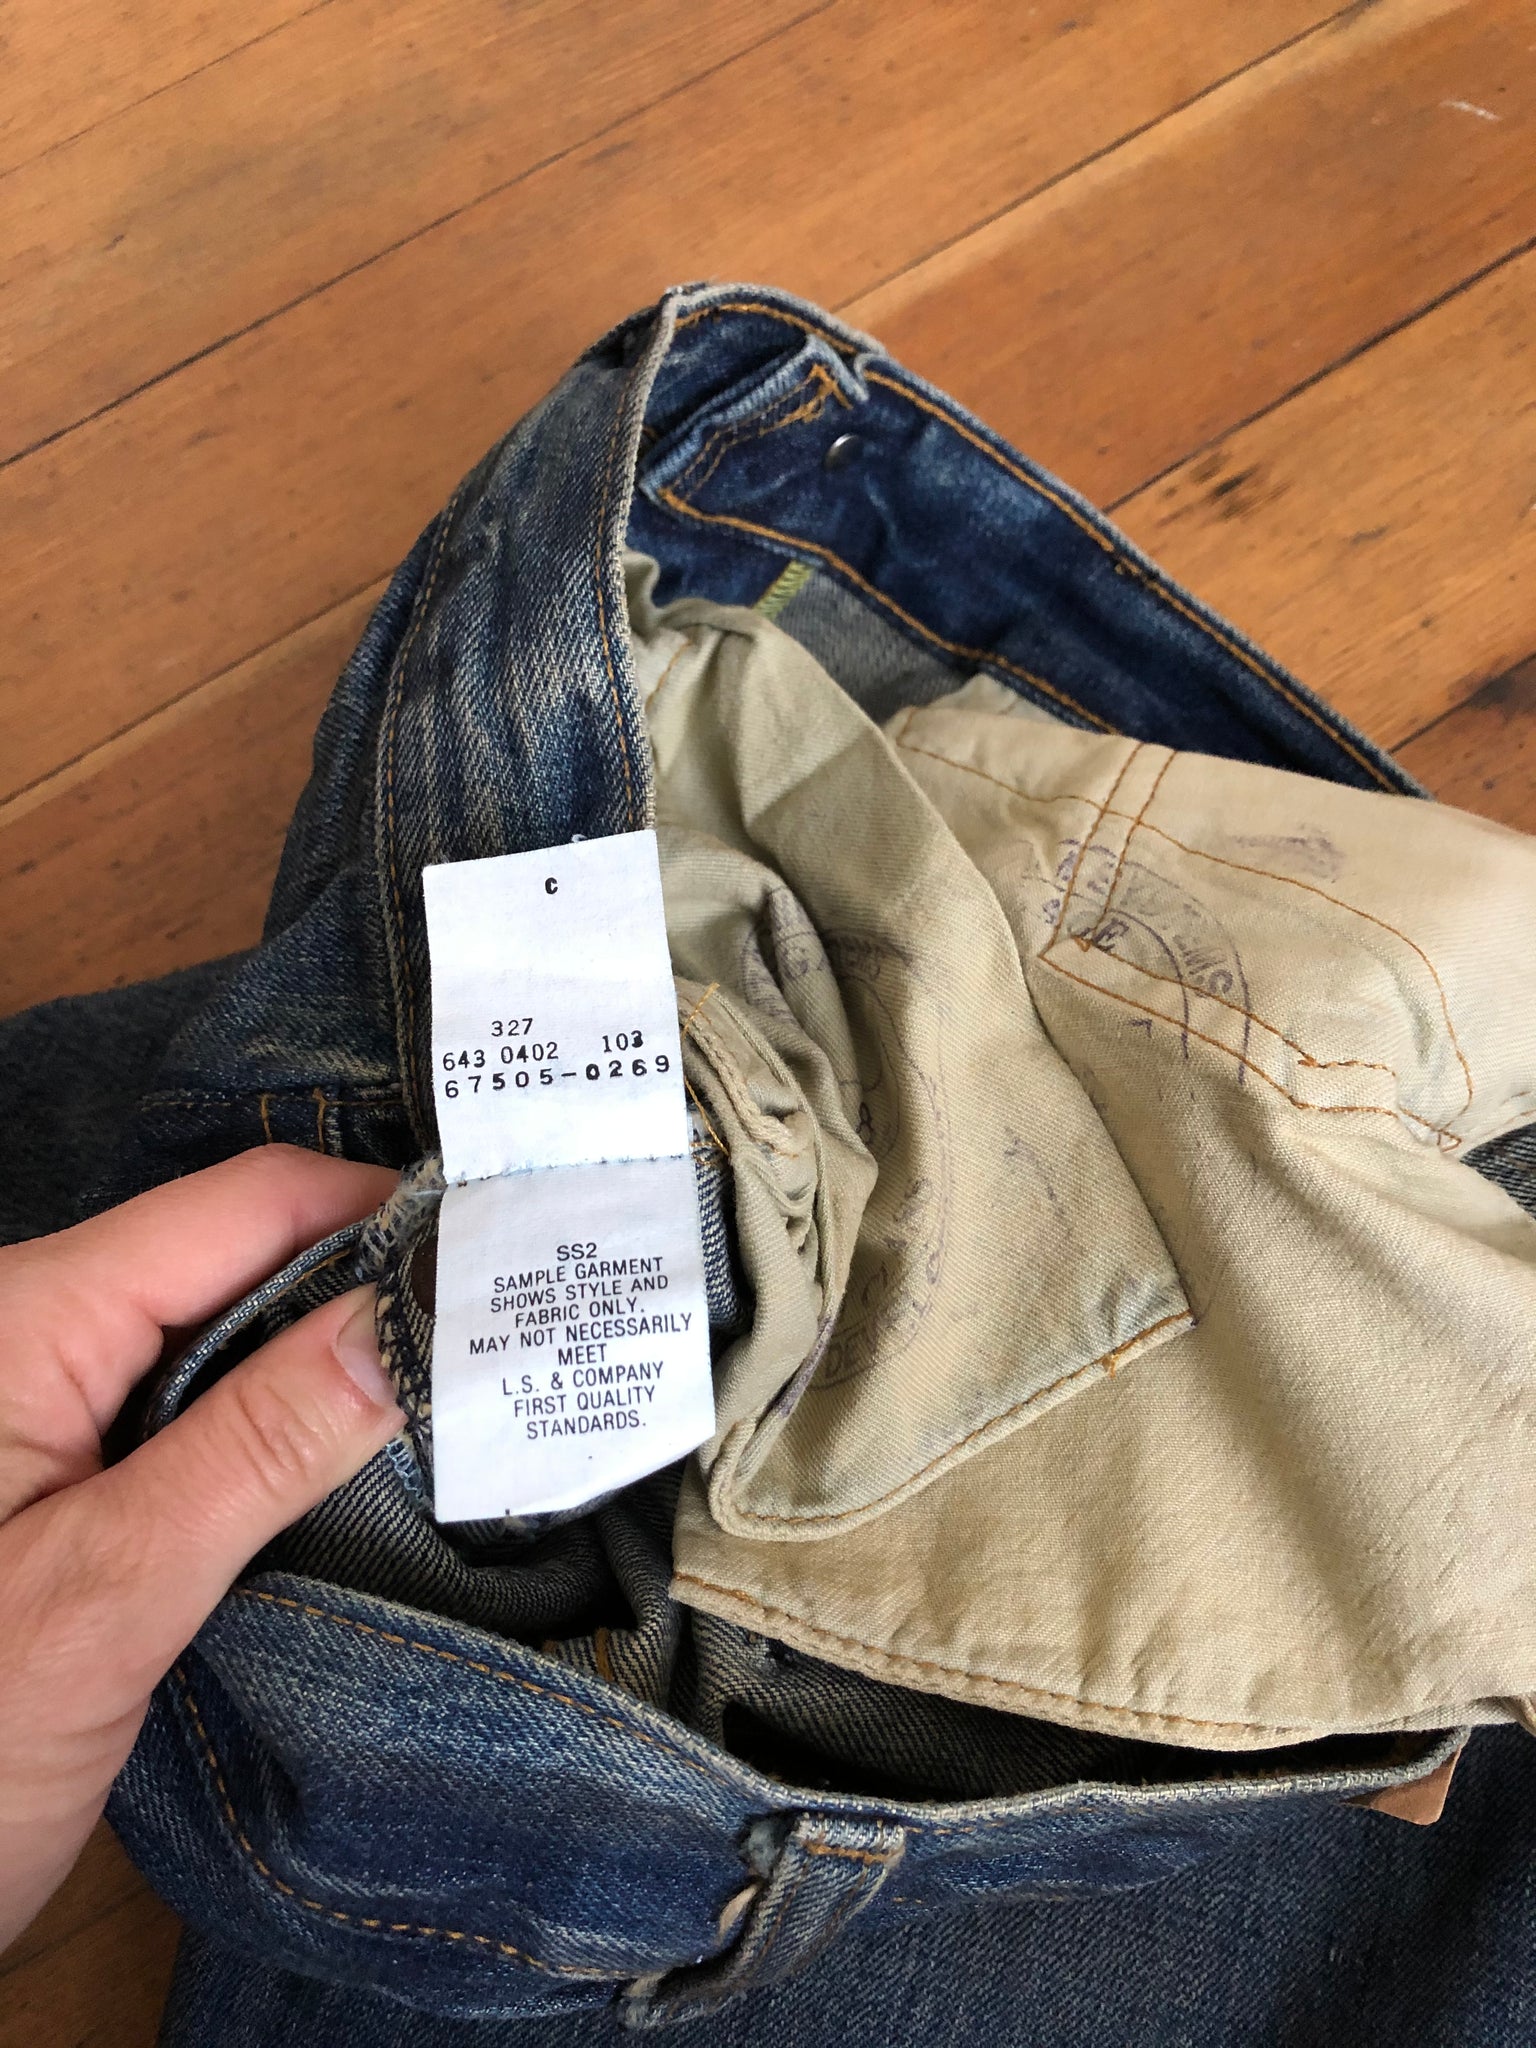 C
327
643 0402 103
67505-0269
SS2
SAMPLE GARMENT
SHOWS STYLE AND
FABRIC ONLY.
MAY NOT NECESSARILY
MEET
L.S. & COMPANY
FIRST QUALITY
STANDARDS.